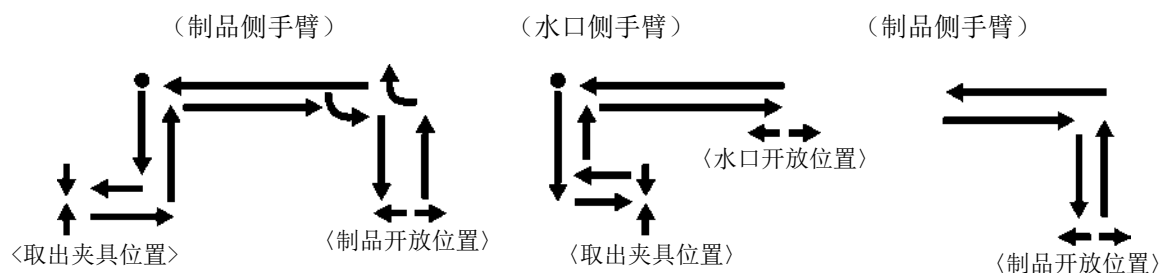 （制品侧手臂）
（水口侧手臂）
（制品侧手臂）
〈水口开放位置〉
<取出夹具位置>
〈制品开放位置〉
〈取出夹具位置〉
〈制品开放位置〉